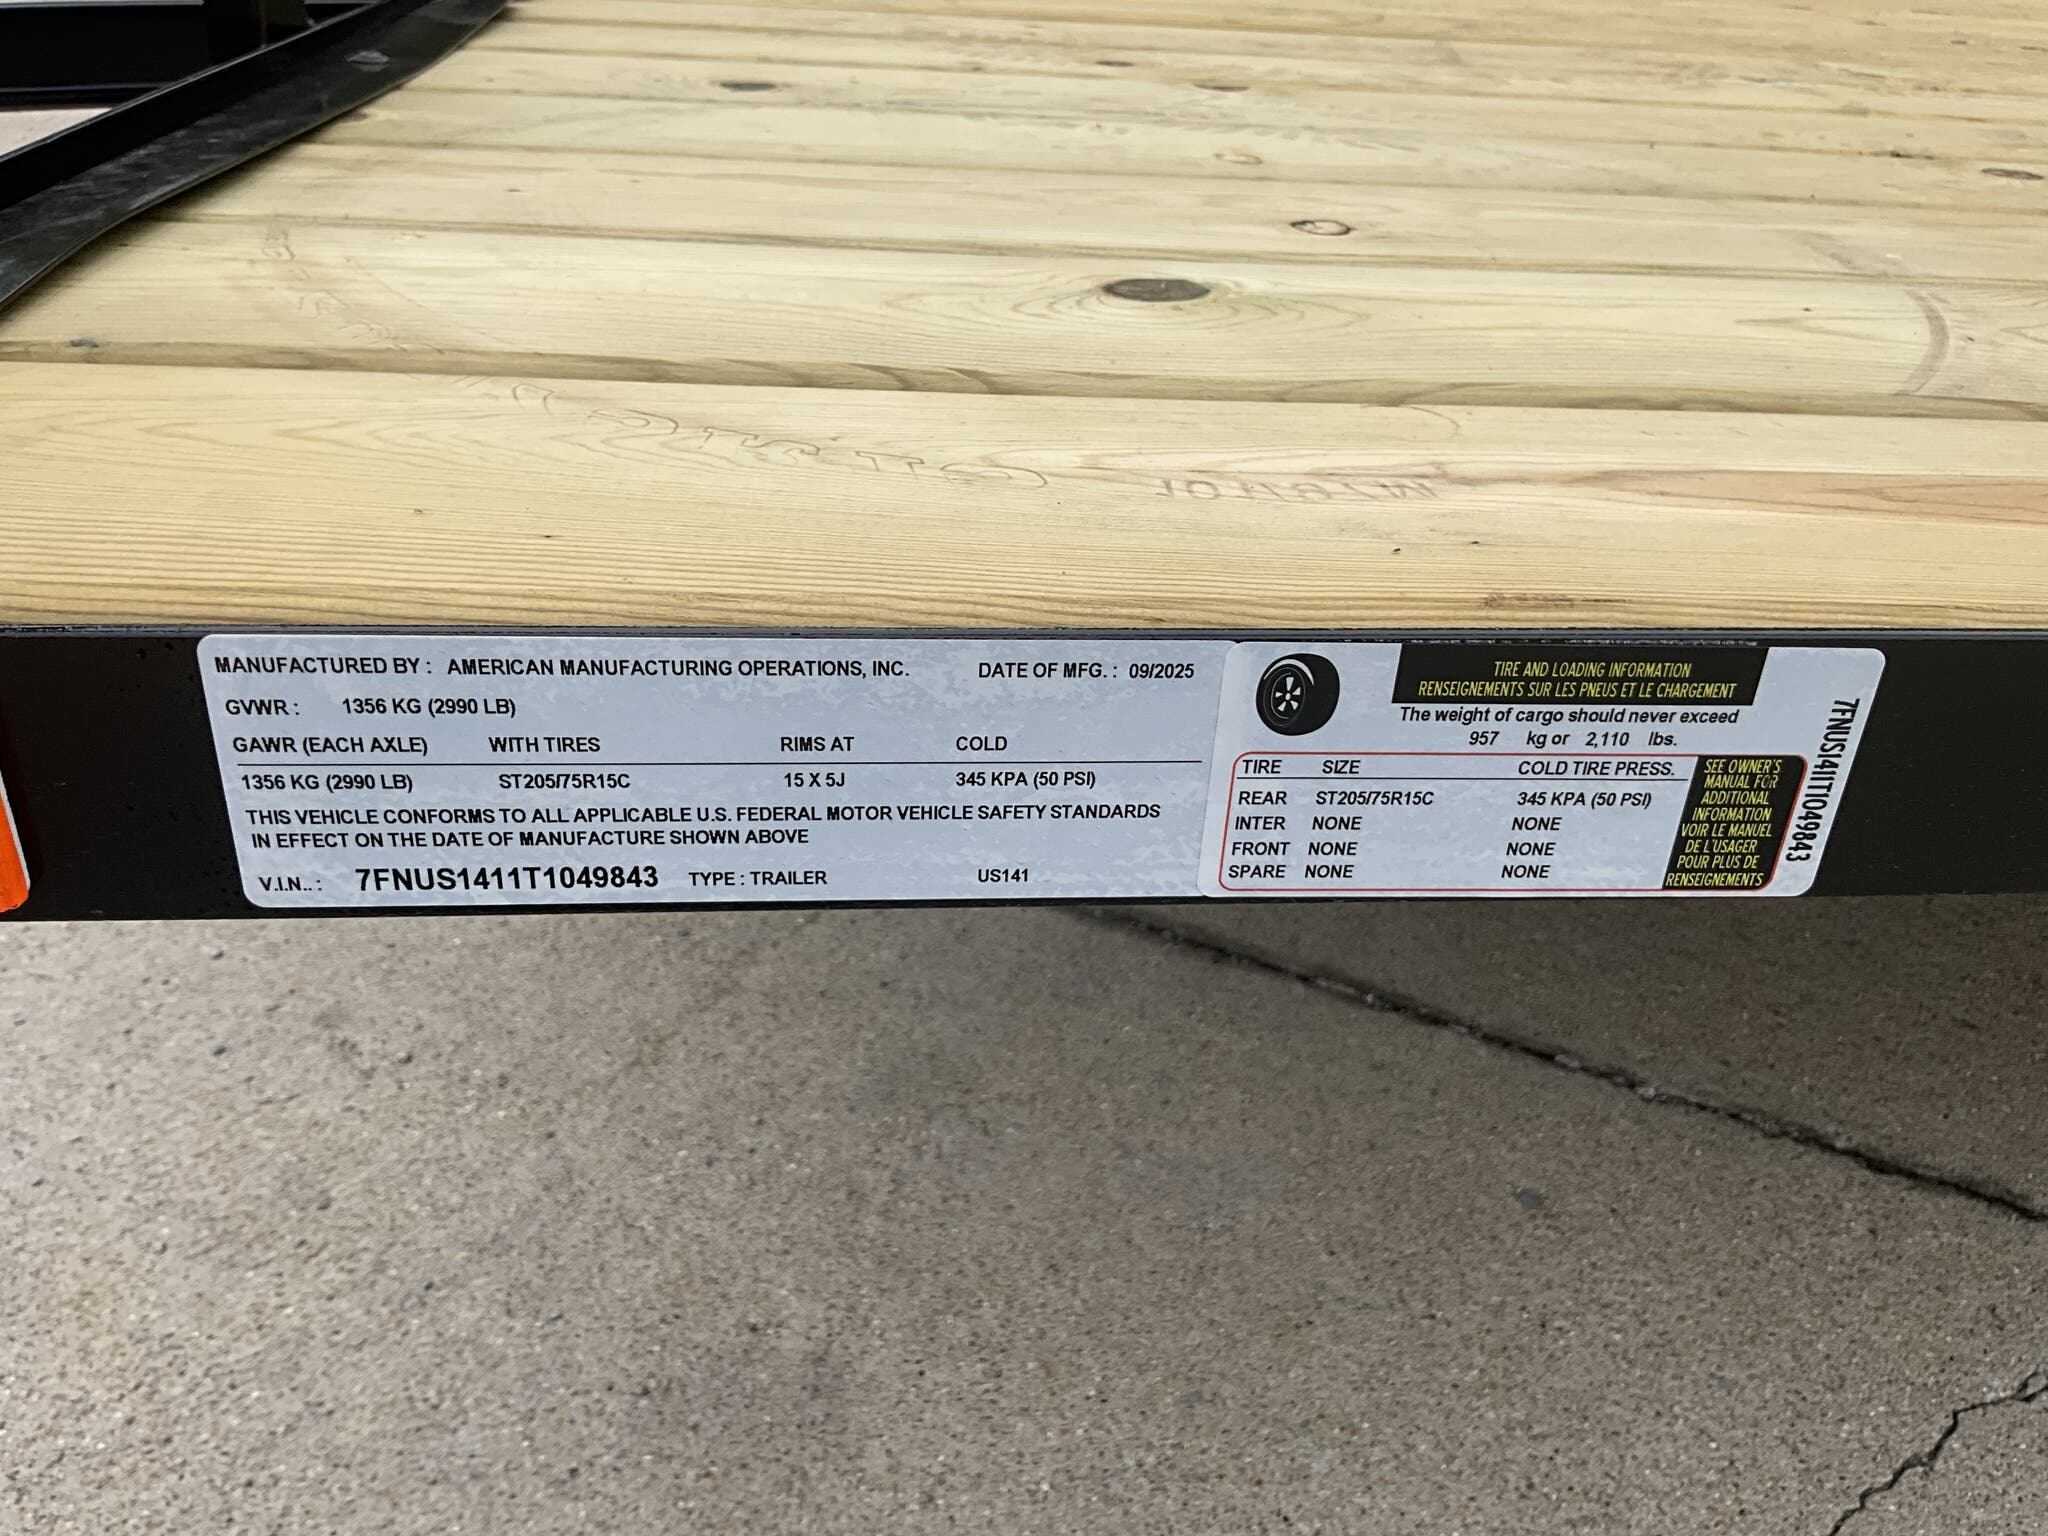 MANUFACTURED BY : AMERICAN MANUFACTURING OPERATIONS, INC. DATE OF MFG. : 09/2025
GVWR : 1356 KG (2990 LB)
GAWR (EACH AXLE) WITH TIRES RIMS AT COLD
1356 KG (2990 LB) ST205/75R15C 15 X 5J 345 KPA (50 PSI)
THIS VEHICLE CONFORMS TO ALL APPLICABLE U.S. FEDERAL MOTOR VEHICLE SAFETY STANDARDS
IN EFFECT ON THE DATE OF MANUFACTURE SHOWN ABOVE
V.I.N.. : 7FNUS1411T1049843 TYPE : TRAILER US141
TIRE AND LOADING INFORMATION
RENSEIGNEMENTS SUR LES PNEUS ET LE CHARGEMENT
The weight of cargo should never exceed
957 kg or 2,110 lbs.
TIRE SIZE COLD TIRE PRESS.
REAR ST205/75R15C 345 KPA (50 PSI)
INTER NONE NONE
FRONT NONE NONE
SPARE NONE NONE
SEE OWNER'S
MANUAL FOR
ADDITIONAL
INFORMATION
VOIR LE MANUEL
DE L'USAGER
POUR PLUS DE
RENSEIGNEMENTS
7FNUS1411T1049843